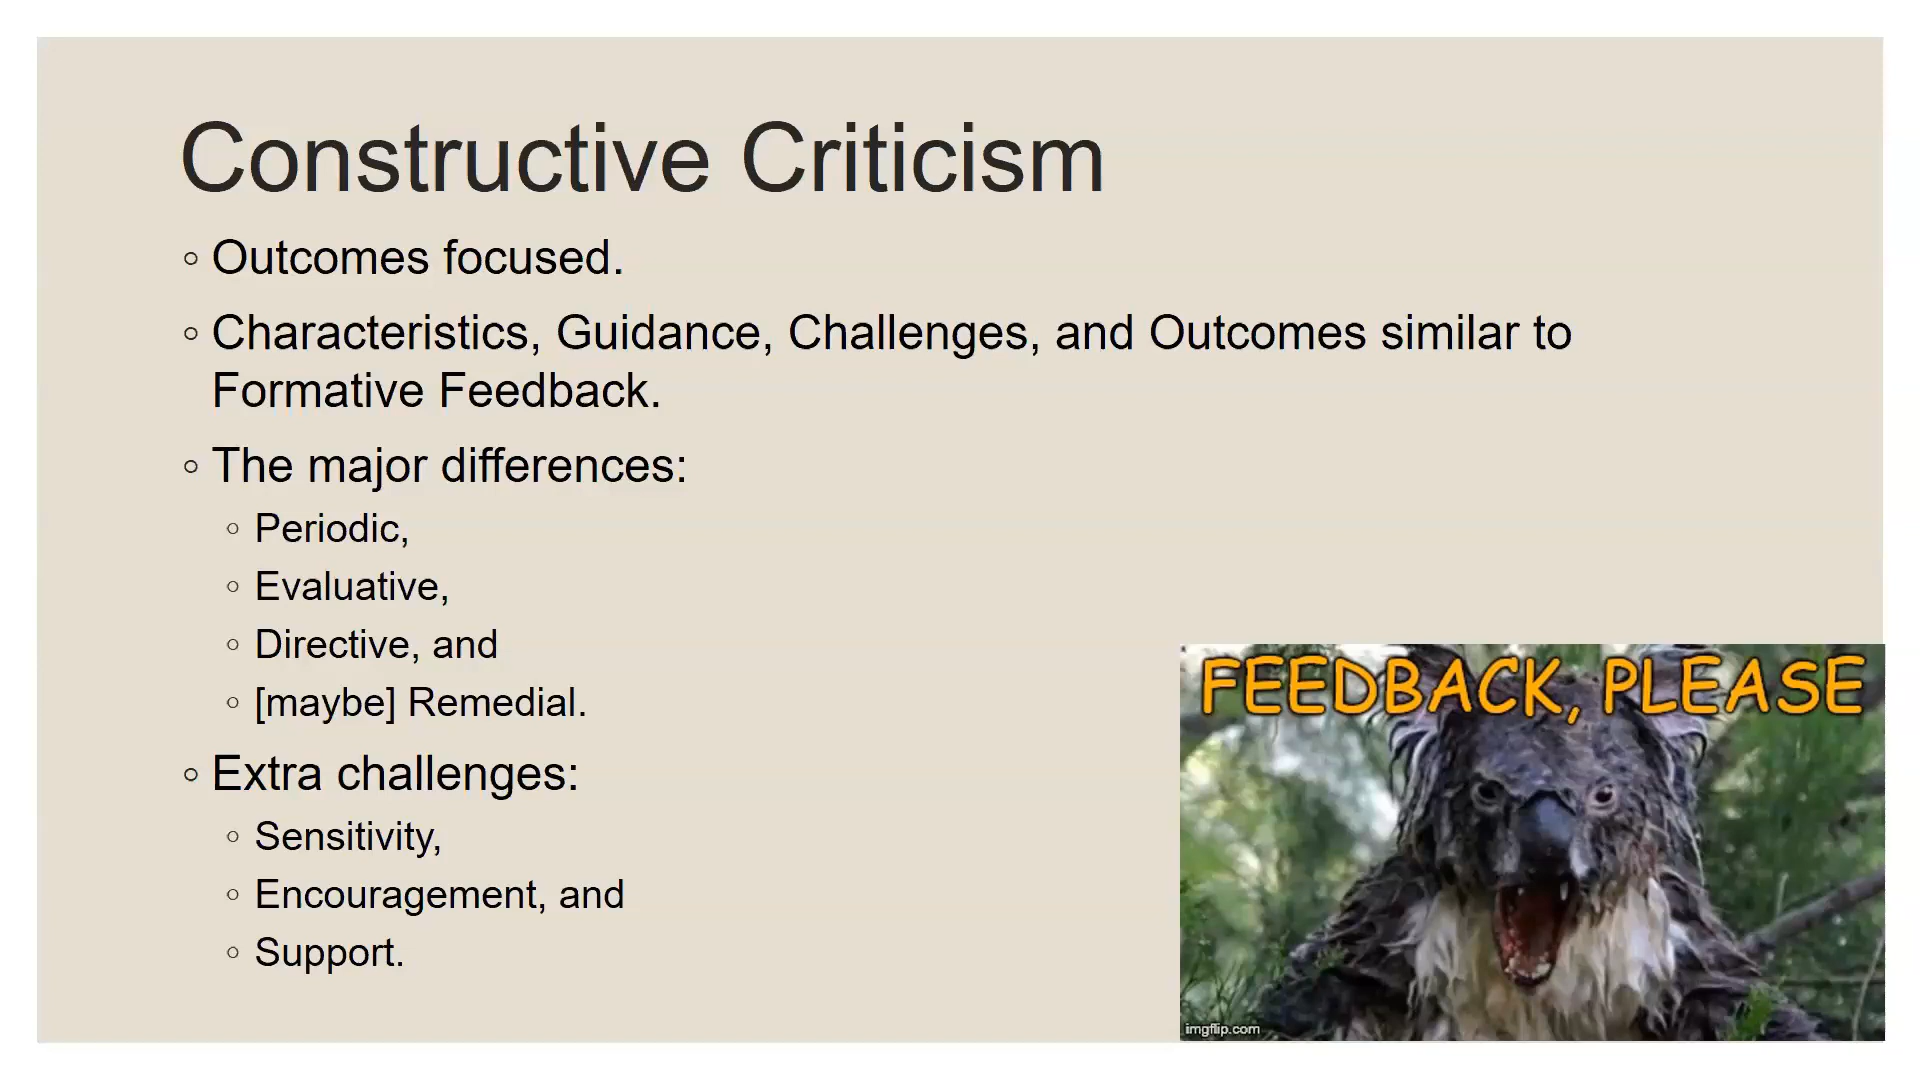 Constructive Criticism
◦ Outcomes focused.
◦ Characteristics, Guidance, Challenges, and Outcomes similar to
Formative Feedback.
◦ The major differences:
◦ Periodic,
◦ Evaluative,
◦ Directive, and
◦ [maybe] Remedial.
◦ Extra challenges:
◦ Sensitivity,
◦ Encouragement, and
◦ Support.
FEEDBACK, PLEASE
imgflip.com